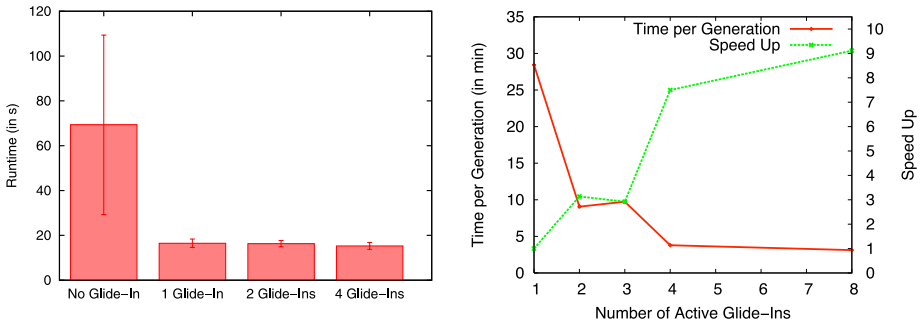 120
100
80
60
40
20
0
Runtime (in s)
No Glide-In
1 Glide-In
2 Glide-Ins
4 Glide-Ins
35
30
25
20
15
10
5
0
Time per Generation (in min)
Time per Generation
Speed Up
10
9
8
7
6
5
4
3
2
1
0
Speed Up
1 2 3 4 5 6 7 8
Number of Active Glide-Ins